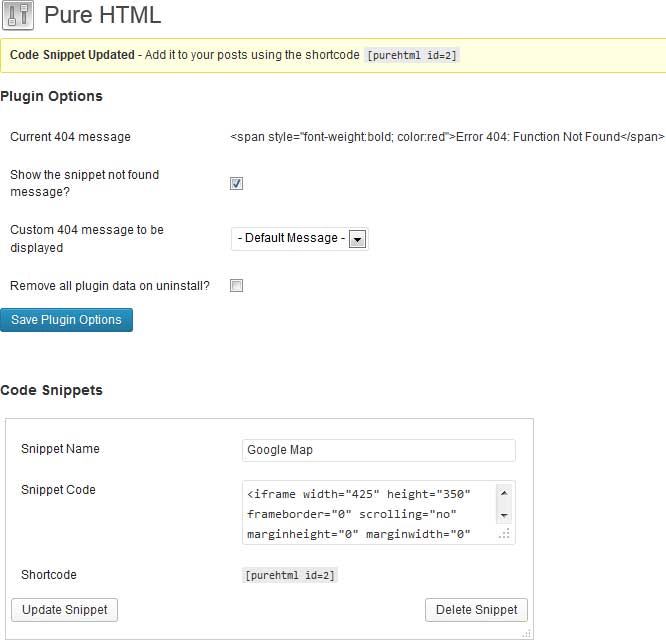 Pure HTML
Code Snippet Updated - Add it to your posts using the shortcode [purehtml id=2]
Plugin Options
Current 404 message <span style="font-weight:bold; color:red">Error 404: Function Not Found</span>
Show the snippet not found
message?
Custom 404 message to be
displayed
- Default Message -
Remove all plugin data on uninstall?
Save Plugin Options
Code Snippets
Snippet Name Google Map
Snippet Code
<iframe width="425" height="350"
frameborder="0" scrolling="no"
marginheight="0" marginwidth="0"
Shortcode [purehtml id=2]
Update Snippet Delete Snippet